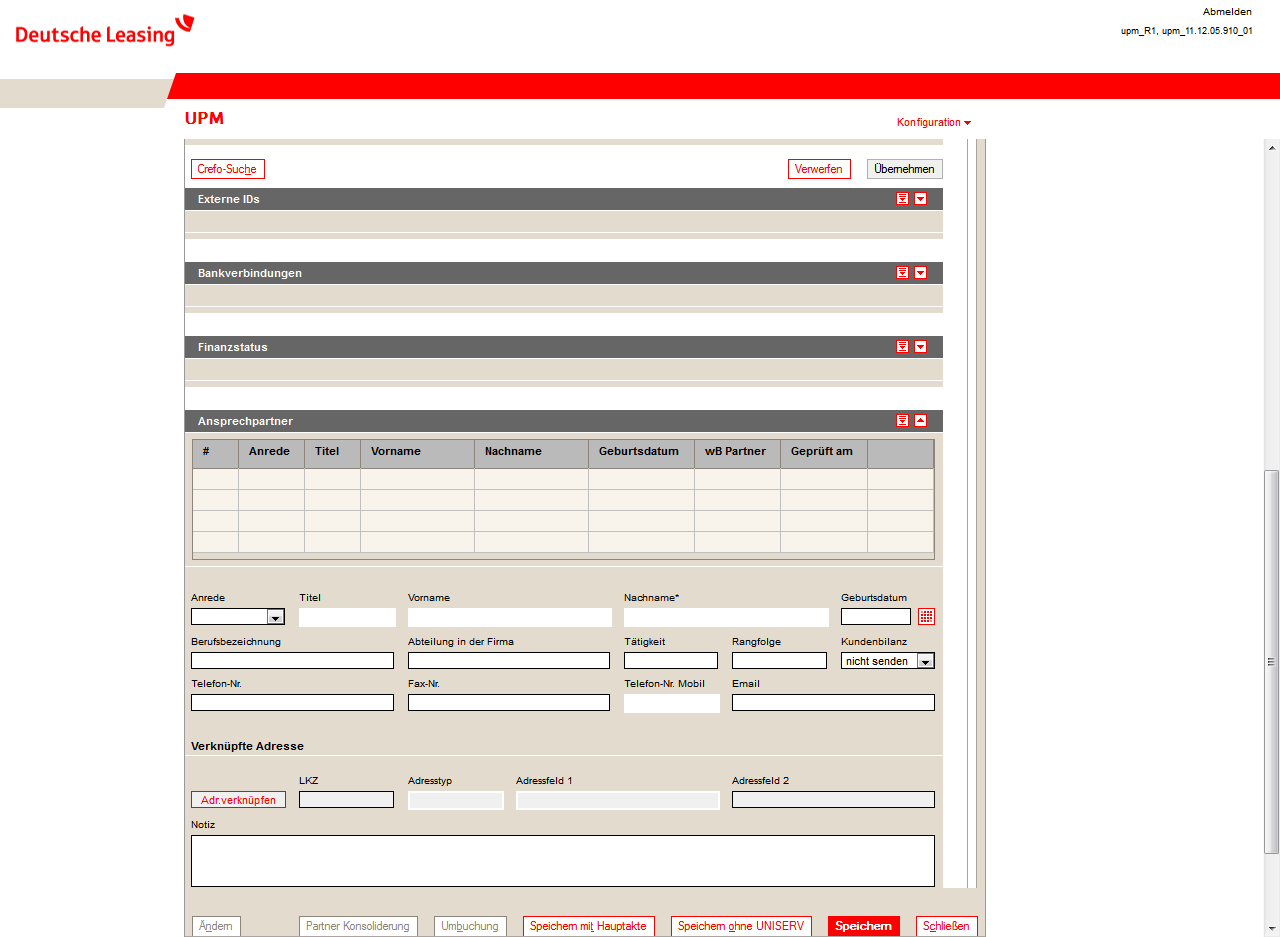 Abmelden
Deutsche Leasing
upm_R1, upm_11.12.05.910_01
UPM
Konfiguration
Crefo-Suche Verwerfen Übernehmen
Externe IDs
Bankverbindungen
Finanzstatus
Ansprechpartner
# Anrede Titel Vorname Nachname Geburtsdatum wB Partner Geprüft am
Anrede Titel Vorname Nachname* Geburtsdatum
Berufsbezeichnung Abteilung in der Firma Tätigkeit Rangfolge Kundenbilanz
nicht senden
Telefon-Nr. Fax-Nr. Telefon-Nr. Mobil Email
Verknüpfte Adresse
LKZ Adresstyp Adressfeld 1 Adressfeld 2
Adr.verknüpfen
Notiz
Ändern Partner Konsolidierung Umbuchung Speichern mit Hauptakte Speichern ohne UNISERV Speichern Schließen